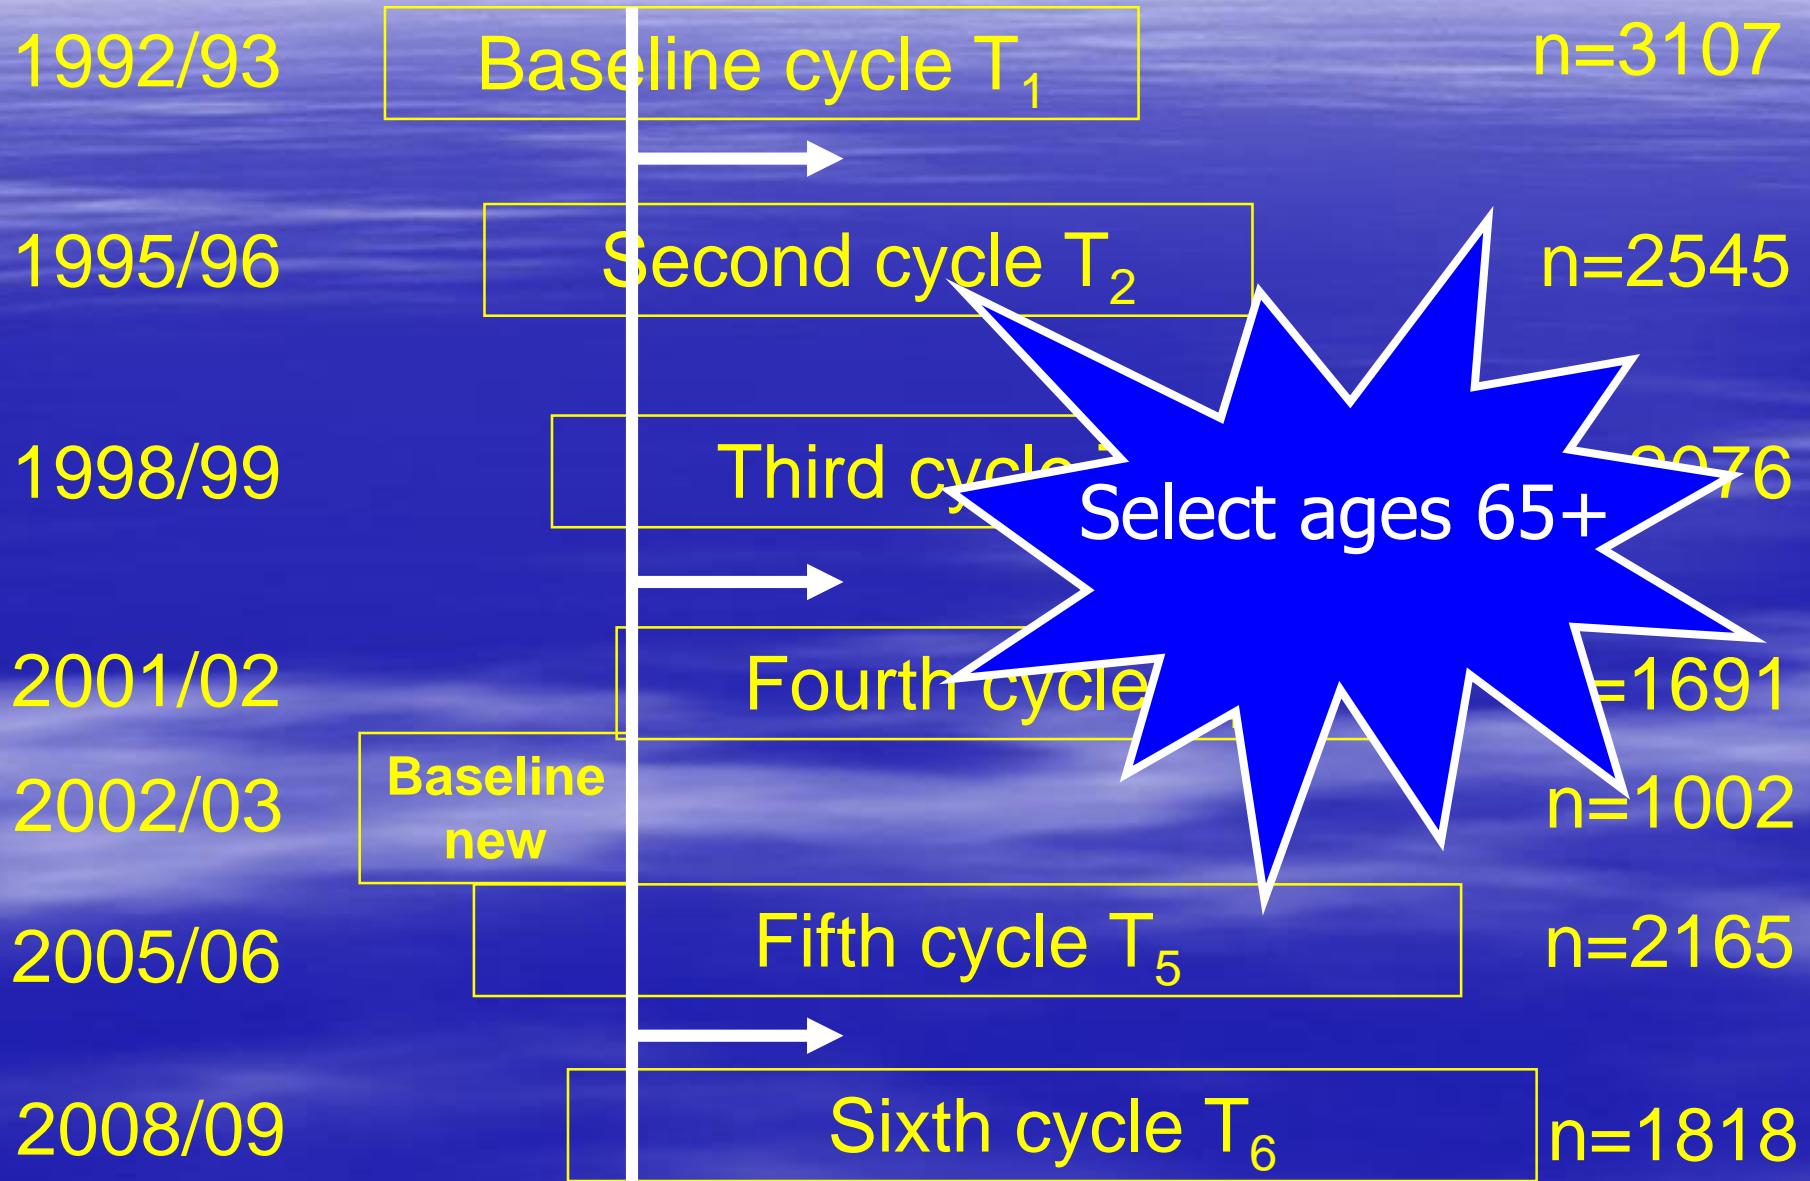 1992/93 Baseline cycle T1 n=3107
1995/96 Second cycle T2 n=2545
1998/99 Third cycle 2076
Select ages 65+
2001/02 Fourth cycle =1691
2002/03 Baseline new n=1002
2005/06 Fifth cycle T5 n=2165
2008/09 Sixth cycle T6 n=1818